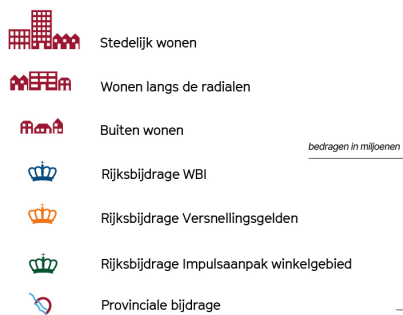 Stedelijk wonen
Wonen langs de radialen
Buiten wonen
bedragen in miljoenen
Rijksbijdrage WBI
Rijksbijdrage Versnellingsgelden
Rijksbijdrage Impulsaanpak winkelgebied
Provinciale bijdrage